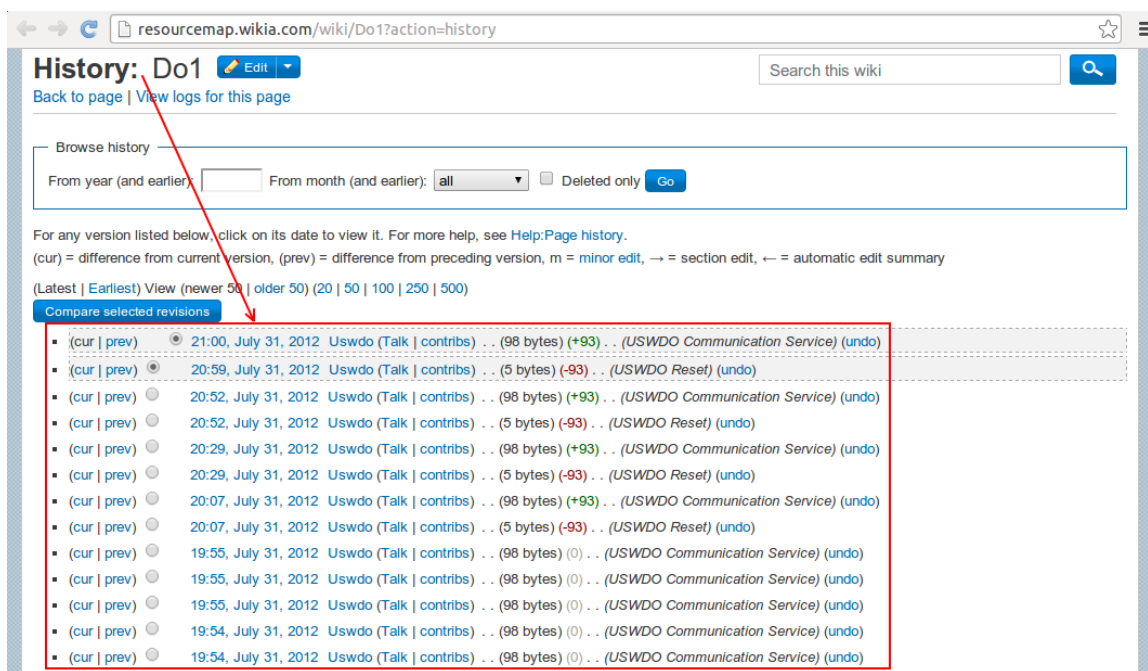 resourcemap.wikia.com/wiki/Do1?action=history
History: Do1 Edit
Search this wiki
Back to page | View logs for this page
Browse history
From year (and earlier): From month (and earlier): all Deleted only Go
For any version listed below, click on its date to view it. For more help, see Help:Page history.
(cur) = difference from current version, (prev) = difference from preceding version, m = minor edit, → = section edit, ← = automatic edit summary
(Latest | Earliest) View (newer 50 | older 50) (20 | 50 | 100 | 250 | 500)
Compare selected revisions
(cur | prev) 21:00, July 31, 2012 Uswdo (Talk | contribs) . . (98 bytes) (+93) . . (USWDO Communication Service) (undo)
(cur | prev) 20:59, July 31, 2012 Uswdo (Talk | contribs) . . (5 bytes) (-93) . . (USWDO Reset) (undo)
(cur | prev) 20:52, July 31, 2012 Uswdo (Talk | contribs) . . (98 bytes) (+93) . . (USWDO Communication Service) (undo)
(cur | prev) 20:52, July 31, 2012 Uswdo (Talk | contribs) . . (5 bytes) (-93) . . (USWDO Reset) (undo)
(cur | prev) 20:29, July 31, 2012 Uswdo (Talk | contribs) . . (98 bytes) (+93) . . (USWDO Communication Service) (undo)
(cur | prev) 20:29, July 31, 2012 Uswdo (Talk | contribs) . . (5 bytes) (-93) . . (USWDO Reset) (undo)
(cur | prev) 20:07, July 31, 2012 Uswdo (Talk | contribs) . . (98 bytes) (+93) . . (USWDO Communication Service) (undo)
(cur | prev) 20:07, July 31, 2012 Uswdo (Talk | contribs) . . (5 bytes) (-93) . . (USWDO Reset) (undo)
(cur | prev) 19:55, July 31, 2012 Uswdo (Talk | contribs) . . (98 bytes) (0) . . (USWDO Communication Service) (undo)
(cur | prev) 19:55, July 31, 2012 Uswdo (Talk | contribs) . . (98 bytes) (0) . . (USWDO Communication Service) (undo)
(cur | prev) 19:55, July 31, 2012 Uswdo (Talk | contribs) . . (98 bytes) (0) . . (USWDO Communication Service) (undo)
(cur | prev) 19:54, July 31, 2012 Uswdo (Talk | contribs) . . (98 bytes) (0) . . (USWDO Communication Service) (undo)
(cur | prev) 19:54, July 31, 2012 Uswdo (Talk | contribs) . . (98 bytes) (0) . . (USWDO Communication Service) (undo)